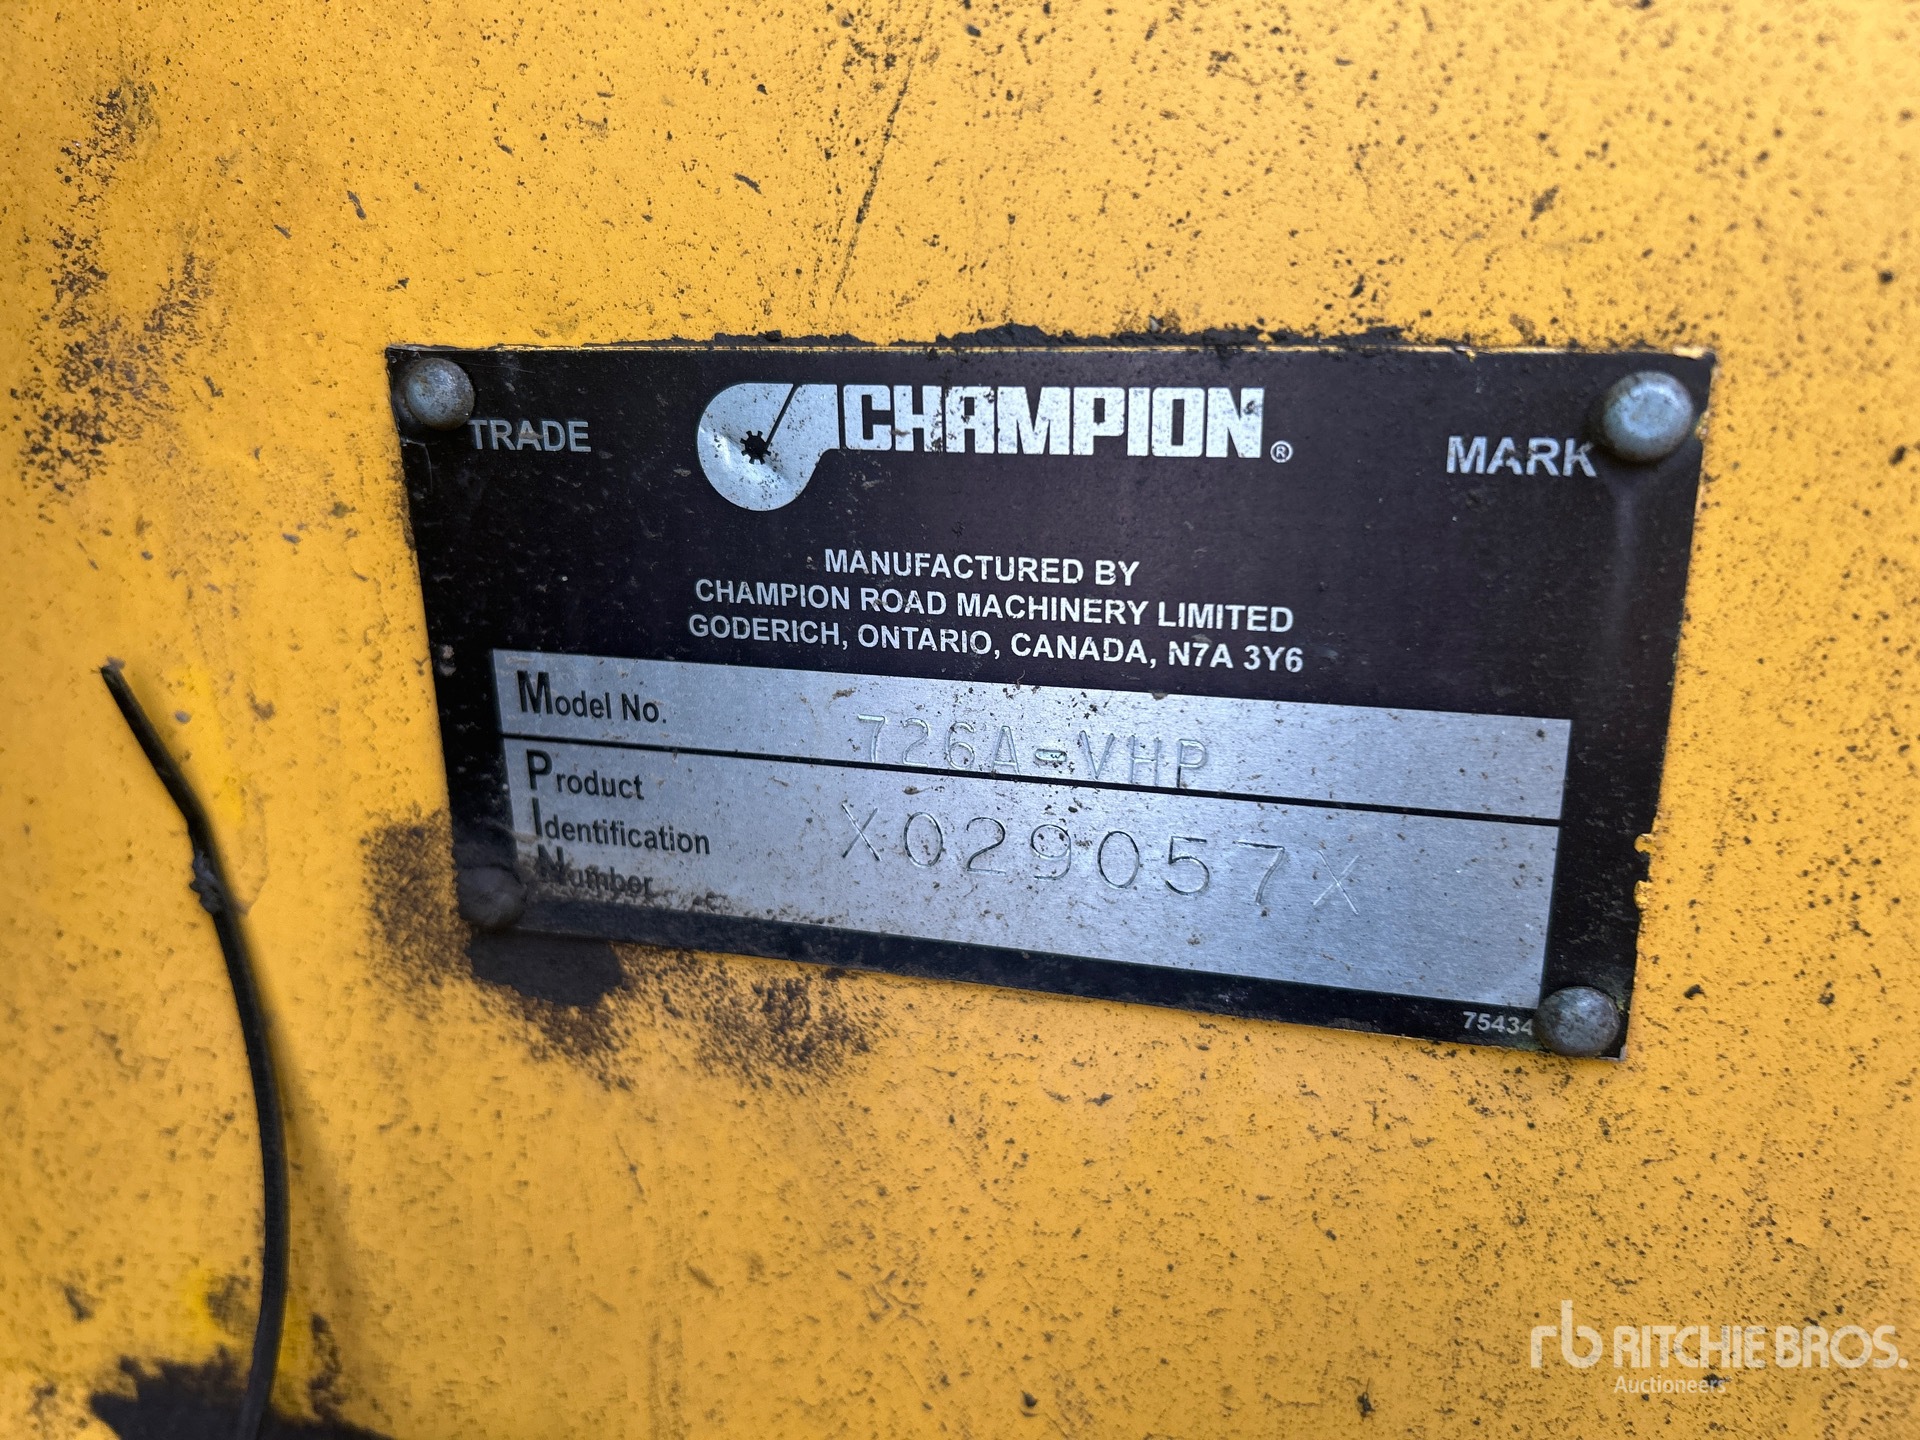 TRADE CHAMPION® MARK
MANUFACTURED BY
CHAMPION ROAD MACHINERY LIMITED
GODERICH, ONTARIO, CANADA, N7A 3Y6
Model No. 726A-VHP
Product
Identification
Number
X029057X
75434
rb RITCHIE BROS.
Auctioneers